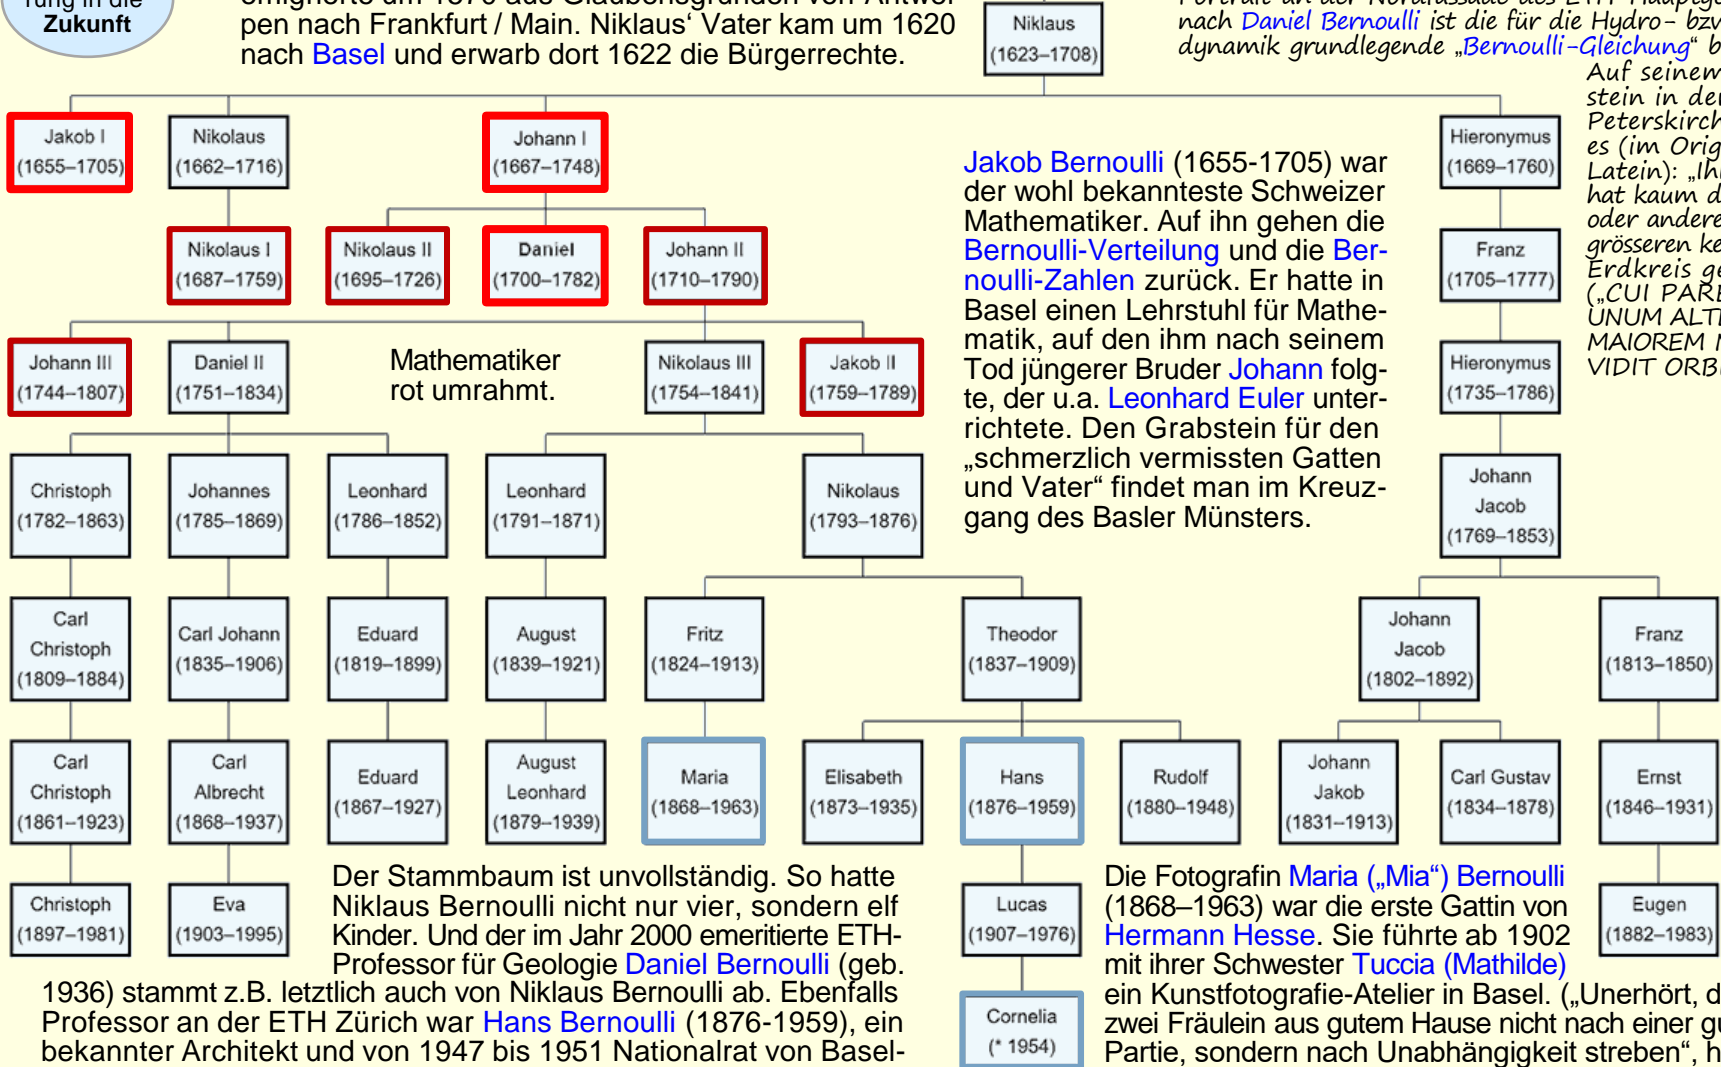 rung in die
Zukunft
emigrierte um 1570 aus Glaubensgründen von Antwer-
pen nach Frankfurt / Main. Niklaus‘ Vater kam um 1620
nach Basel und erwarb dort 1622 die Bürgerrechte.
Niklaus
(1623–1708)
Portrait an der Nordfassade des ETH-Hauptge
nach Daniel Bernoulli ist die für die Hydro- bzw
dynamik grundlegende „Bernoulli-Gleichung“ b
Auf seinem
stein in der
Peterskirch
es (im Orig
Latein): „Ih
hat kaum d
oder andere
grösseren ke
Erdkreis ge
(„CUI PARE
UNUM ALT
MAIOREM N
VIDIT ORB
Jakob I
(1655–1705)
Nikolaus
(1662–1716)
Johann I
(1667–1748)
Hieronymus
(1669–1760)
Nikolaus I
(1687–1759)
Nikolaus II
(1695–1726)
Daniel
(1700–1782)
Johann II
(1710–1790)
Franz
(1705–1777)
Jakob Bernoulli (1655-1705) war
der wohl bekannteste Schweizer
Mathematiker. Auf ihn gehen die
Bernoulli-Verteilung und die Ber-
noulli-Zahlen zurück. Er hatte in
Basel einen Lehrstuhl für Mathe-
matik, auf den ihm nach seinem
Tod jüngerer Bruder Johann folg-
te, der u.a. Leonhard Euler unter-
richtete. Den Grabstein für den
„schmerzlich vermissten Gatten
und Vater“ findet man im Kreuz-
gang des Basler Münsters.
Johann III
(1744–1807)
Daniel II
(1751–1834)
Mathematiker
rot umrahmt.
Nikolaus III
(1754–1841)
Jakob II
(1759–1789)
Hieronymus
(1735–1786)
Christoph
(1782–1863)
Johannes
(1785–1869)
Leonhard
(1786–1852)
Leonhard
(1791–1871)
Nikolaus
(1793–1876)
Johann
Jacob
(1769–1853)
Carl
Christoph
(1809–1884)
Carl Johann
(1835–1906)
Eduard
(1819–1899)
August
(1839–1921)
Fritz
(1824–1913)
Theodor
(1837–1909)
Johann
Jacob
(1802–1892)
Franz
(1813–1850)
Carl
Christoph
(1861–1923)
Carl
Albrecht
(1868–1937)
Eduard
(1867–1927)
August
Leonhard
(1879–1939)
Maria
(1868–1963)
Elisabeth
(1873–1935)
Hans
(1876–1959)
Rudolf
(1880–1948)
Johann
Jakob
(1831–1913)
Carl Gustav
(1834–1878)
Ernst
(1846–1931)
Christoph
(1897–1981)
Eva
(1903–1995)
Lucas
(1907–1976)
Eugen
(1882–1983)
Cornelia
(* 1954)
Der Stammbaum ist unvollständig. So hatte
Niklaus Bernoulli nicht nur vier, sondern elf
Kinder. Und der im Jahr 2000 emeritierte ETH-
Professor für Geologie Daniel Bernoulli (geb.
1936) stammt z.B. letztlich auch von Niklaus Bernoulli ab. Ebenfalls
Professor an der ETH Zürich war Hans Bernoulli (1876-1959), ein
bekannter Architekt und von 1947 bis 1951 Nationalrat von Basel-
Die Fotografin Maria („Mia“) Bernoulli
(1868–1963) war die erste Gattin von
Hermann Hesse. Sie führte ab 1902
mit ihrer Schwester Tuccia (Mathilde)
ein Kunstfotografie-Atelier in Basel. („Unerhört, d
zwei Fräulein aus gutem Hause nicht nach einer gu
Partie, sondern nach Unabhängigkeit streben“, h